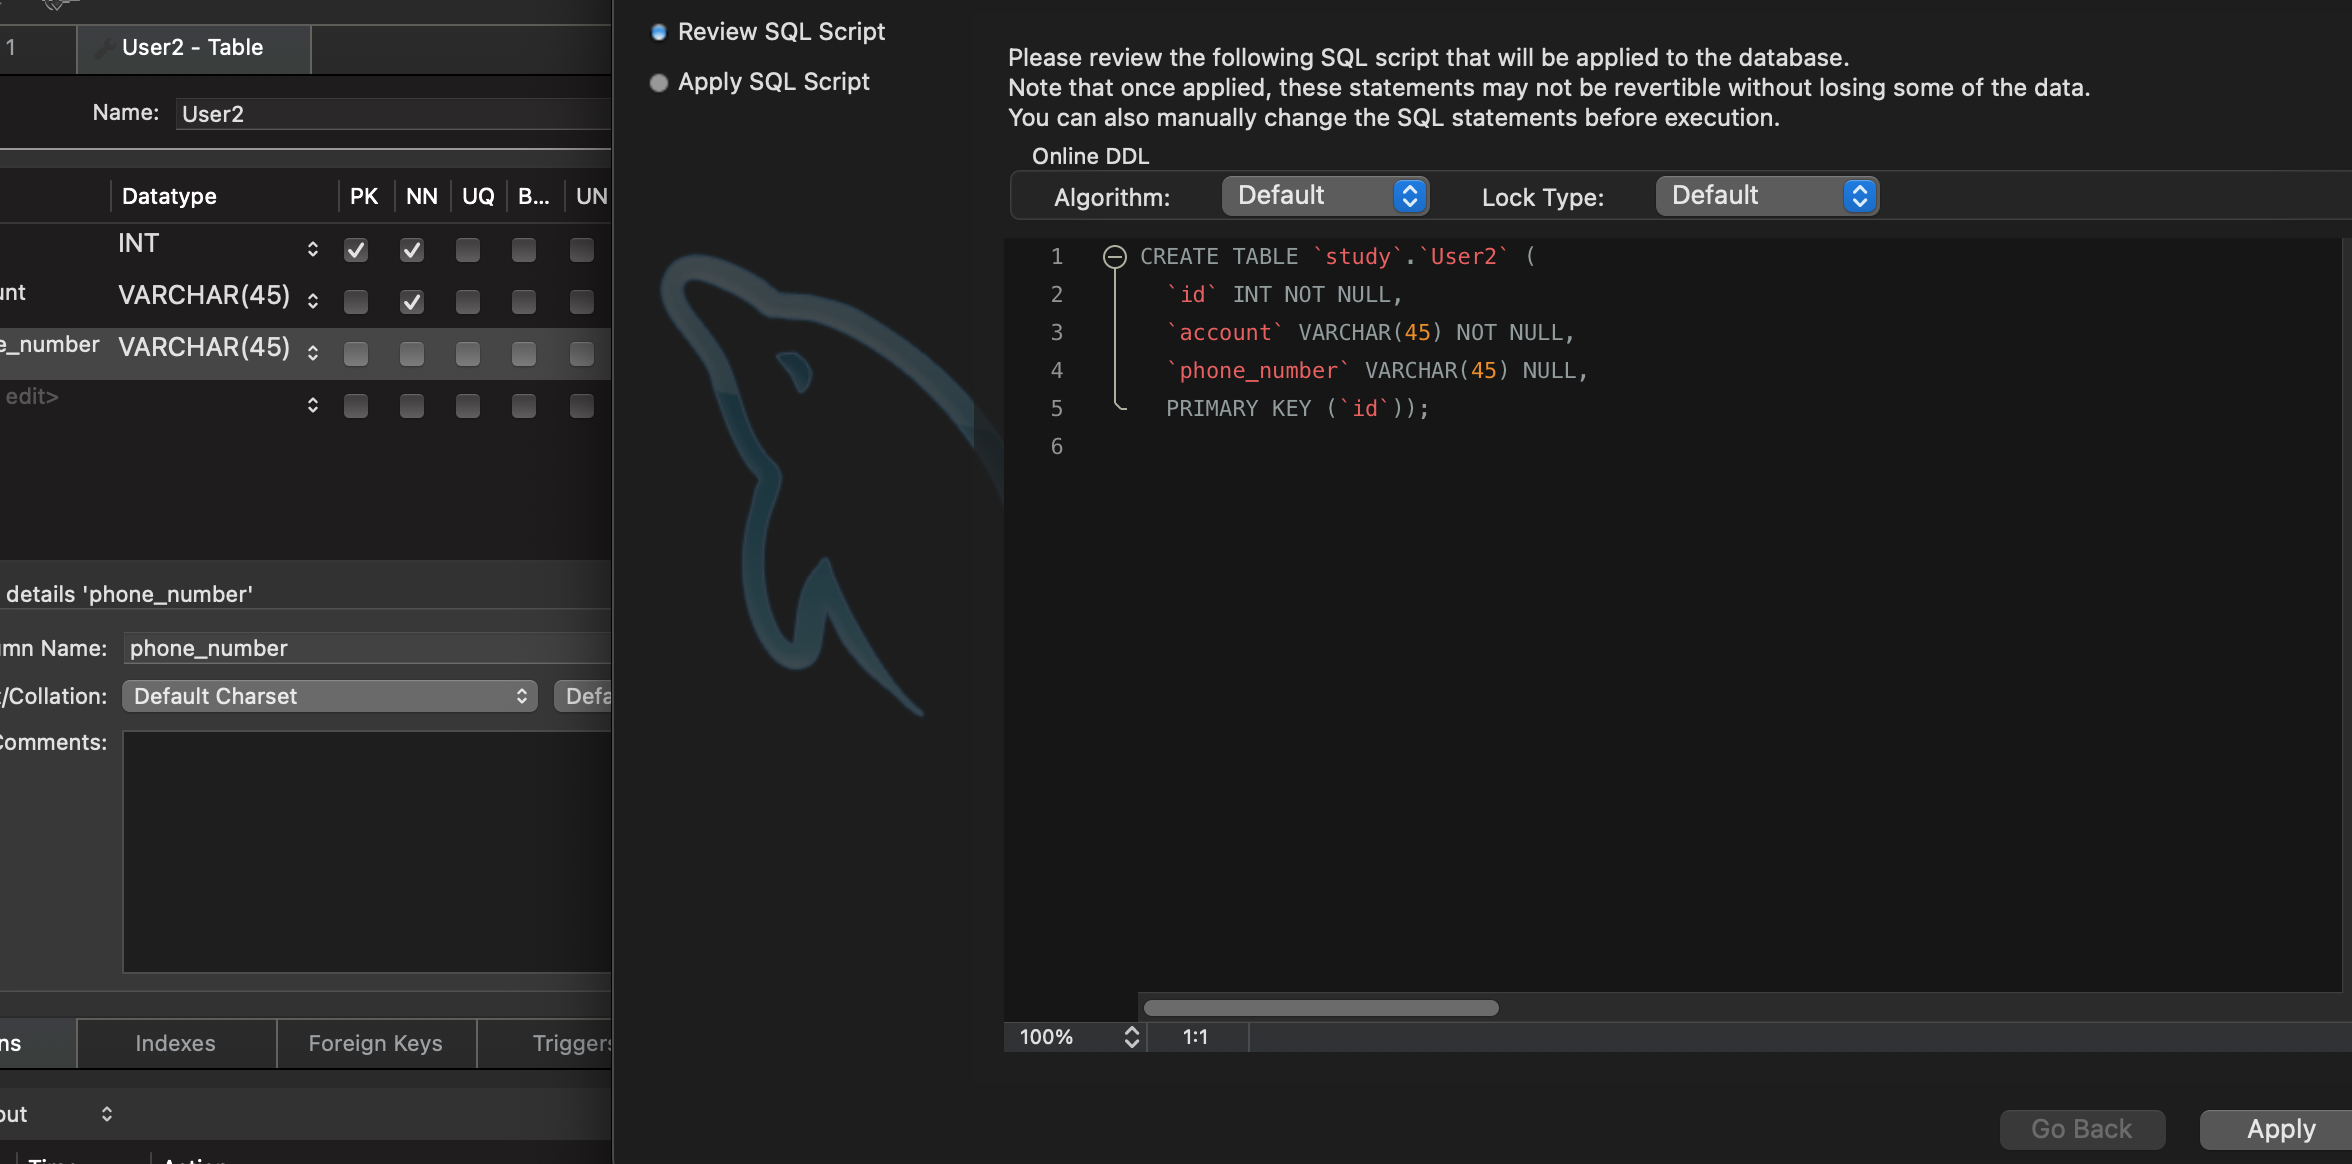 1
User2 - Table
Name:
User2
Datatype
PK
NN
UQ
B...
UN
INT
unt
VARCHAR(45)
e_number
VARCHAR(45)
edit>
details 'phone_number'
mn Name:
phone_number
/Collation:
Default Charset
Defa
Comments:
ns
Indexes
Foreign Keys
Triggers
out
Review SQL Script
Apply SQL Script
Please review the following SQL script that will be applied to the database.
Note that once applied, these statements may not be revertible without losing some of the data.
You can also manually change the SQL statements before execution.
Online DDL
Algorithm:
Default
Lock Type:
Default
1 CREATE TABLE `study`.`User2` (
2 `id` INT NOT NULL,
3 `account` VARCHAR(45) NOT NULL,
4 `phone_number` VARCHAR(45) NULL,
5 PRIMARY KEY (`id`));
6
100%
1:1
Go Back
Apply